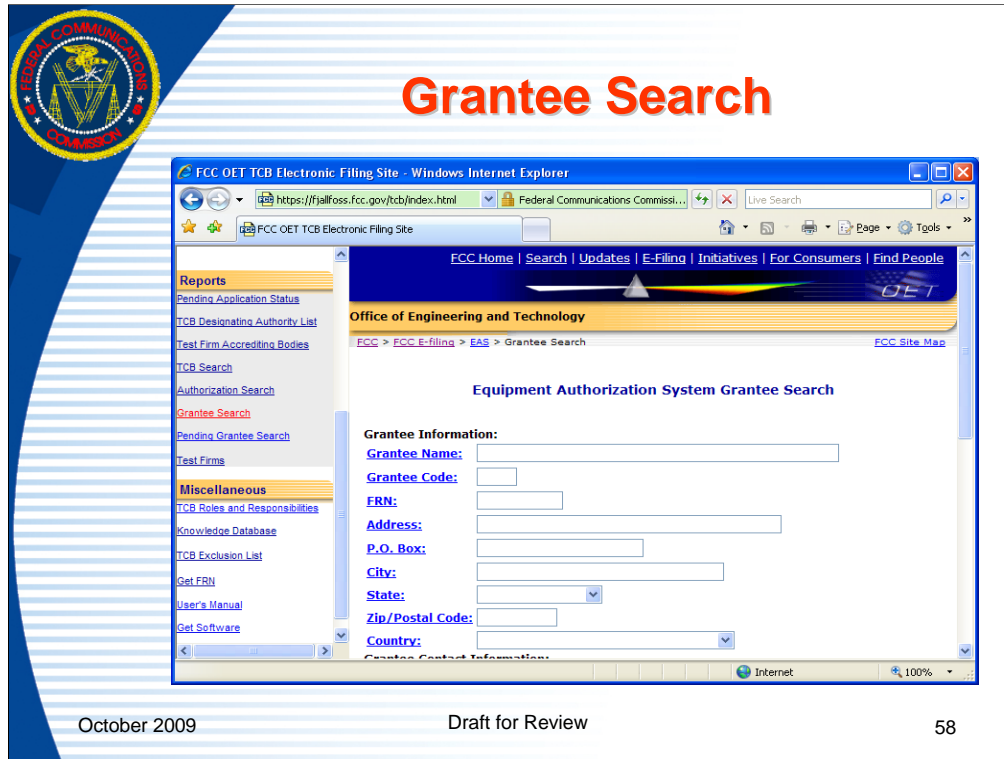 FEDERAL COMMUNICATIONS COMMISSION
Grantee Search
FCC OET TCB Electronic Filing Site - Windows Internet Explorer
https://fjallfoss.fcc.gov/tcb/index.html
Federal Communications Commissi...
Live Search
FCC OET TCB Electronic Filing Site
Page
Tools
»
FCC Home | Search | Updates | E-Filing | Initiatives | For Consumers | Find People
OET
Office of Engineering and Technology
FCC > FCC E-filing > EAS > Grantee Search
FCC Site Map
Reports
Pending Application Status
TCB Designating Authority List
Test Firm Accrediting Bodies
TCB Search
Authorization Search
Grantee Search
Pending Grantee Search
Test Firms
Miscellaneous
TCB Roles and Responsibilities
Knowledge Database
TCB Exclusion List
Get FRN
User's Manual
Get Software
Equipment Authorization System Grantee Search
Grantee Information:
Grantee Name:
Grantee Code:
FRN:
Address:
P.O. Box:
City:
State:
Zip/Postal Code:
Country:
Grantee Contact Information:
Internet
100%
October 2009
Draft for Review
58